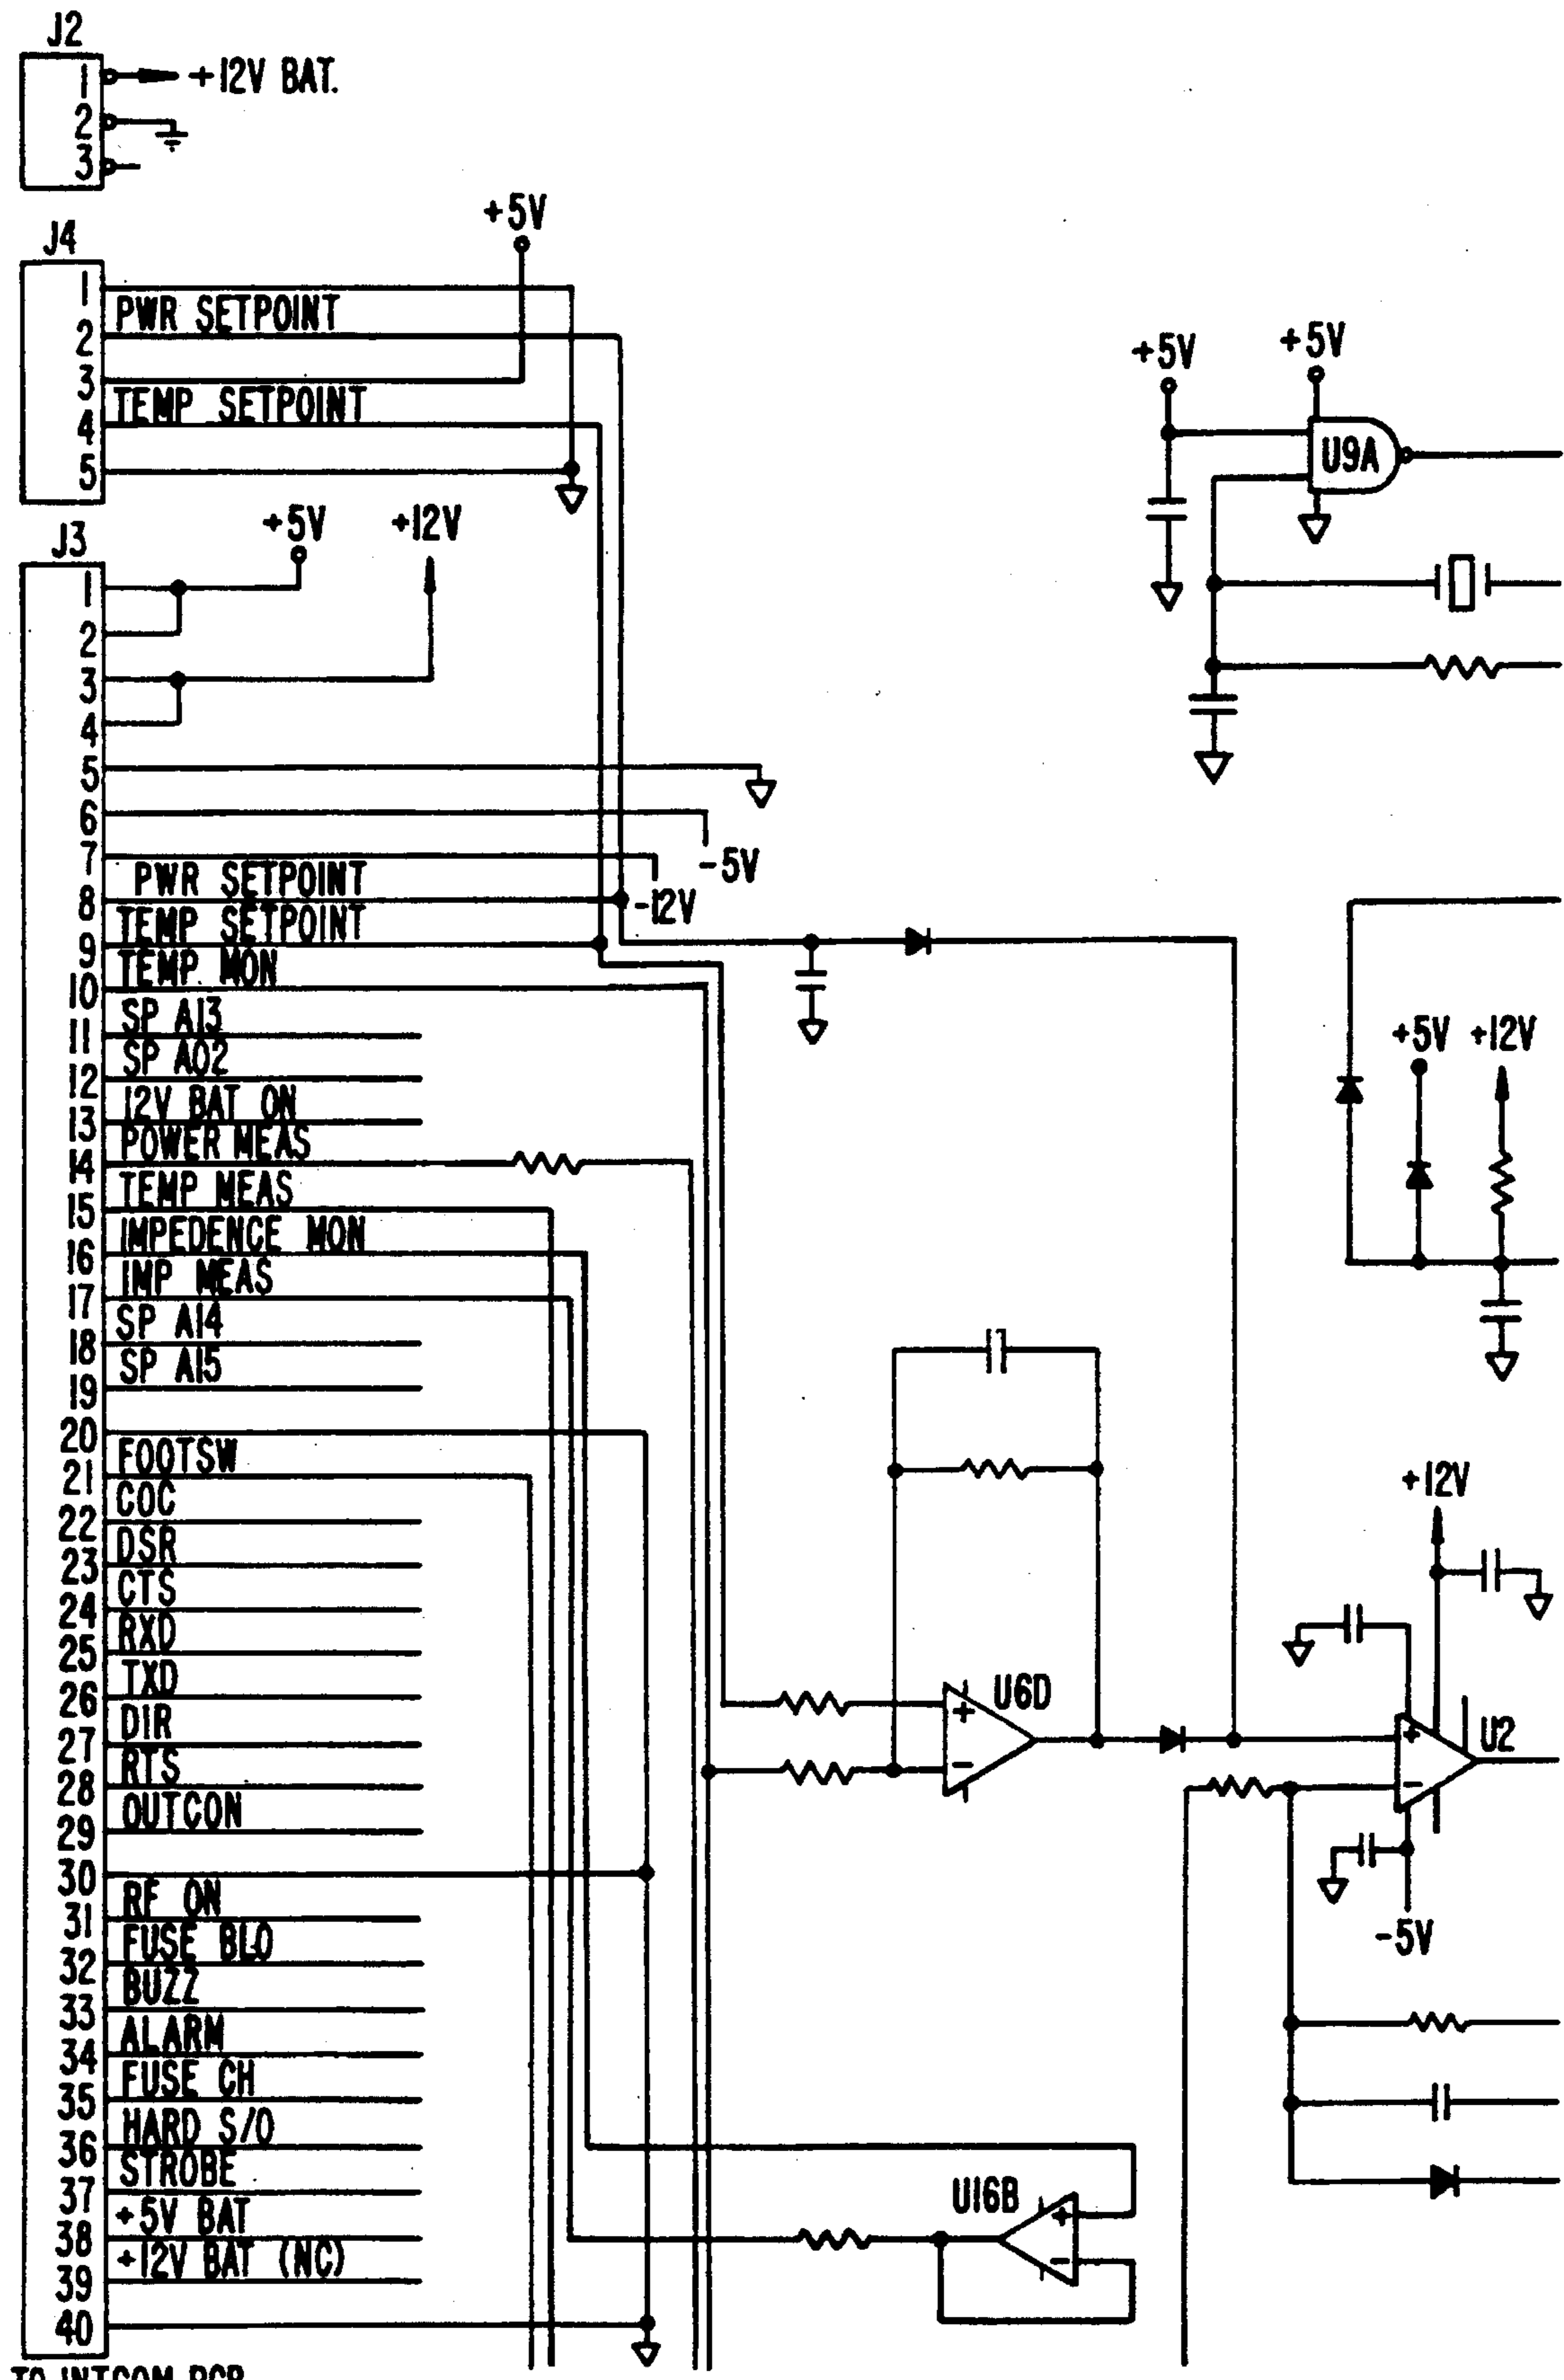 J2
1 +12V BAT.
2
3
+5V
J4
1
PWR SETPOINT
2
3
TEMP SETPOINT
4
5
+5V
+5V
U9A
J3
+5V
+12V
1
2
3
4
5
6
7
-5V
PWR SETPOINT
8
-12V
TEMP SETPOINT
9
TEMP MON
10
SP AI3
11
SP AO2
12
12V BAT ON
13
POWER MEAS
14
TEMP MEAS
15
IMPEDENCE MON
16
IMP MEAS
17
SP AI4
18
SP AI5
19
20
FOOTSW
21
COC
22
DSR
23
CTS
24
RXD
25
TXD
26
DIR
27
RTS
28
OUTCON
29
30
RF ON
31
FUSE BLO
32
BUZZ
33
ALARM
34
FUSE CH
35
HARD S/O
36
STROBE
37
+5V BAT
38
+12V BAT (NC)
39
40
TO INTCOM PCB
+5V +12V
+12V
U6D
+
-
U2
+
-
-5V
U16B
+
-